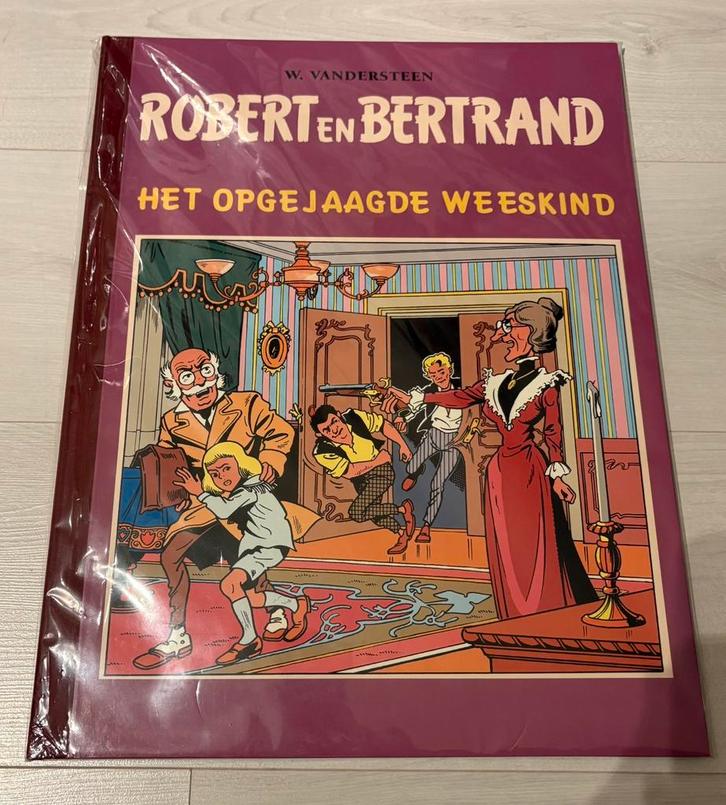 W. VANDERSTEEN
ROBERT EN BERTRAND
HET OPGEJAAGDE WEESKIND